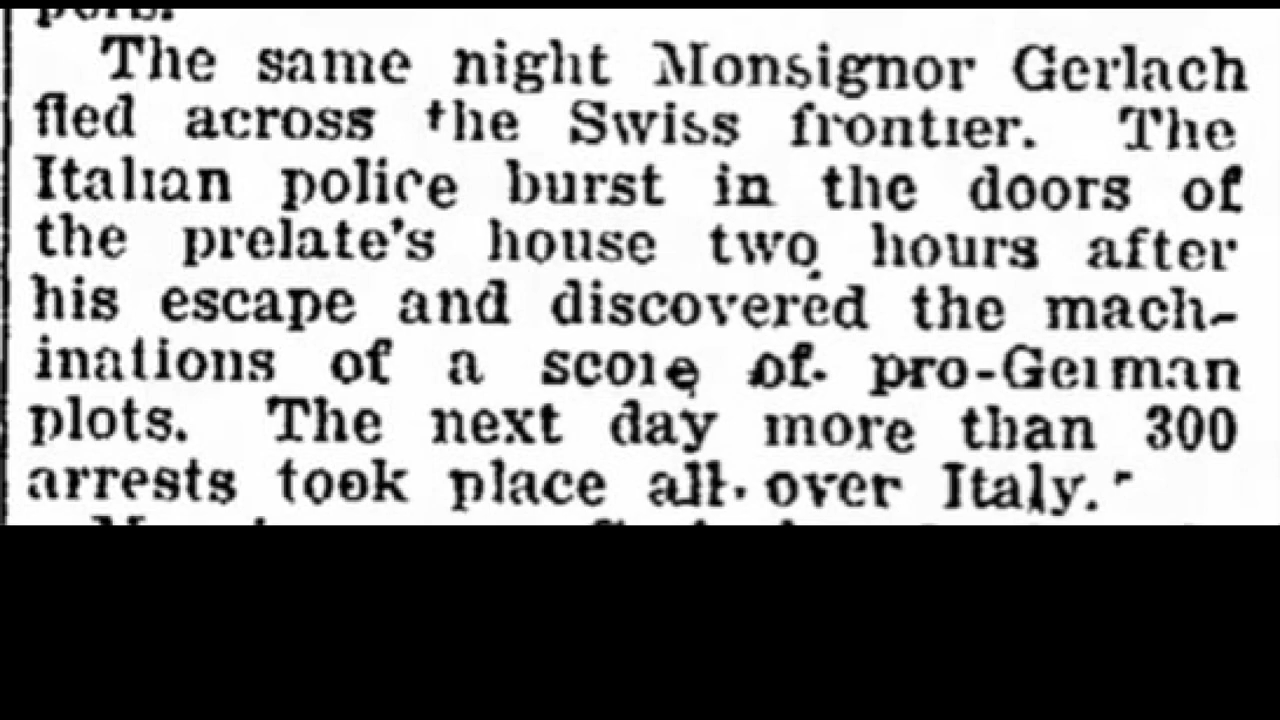 The same night Monsignor Gerlach
fled across the Swiss frontier. The
Italian police burst in the doors of
the prelate's house two hours after
his escape and discovered the mach-
inations of a score of pro-German
plots. The next day more than 300
arrests took place all over Italy."